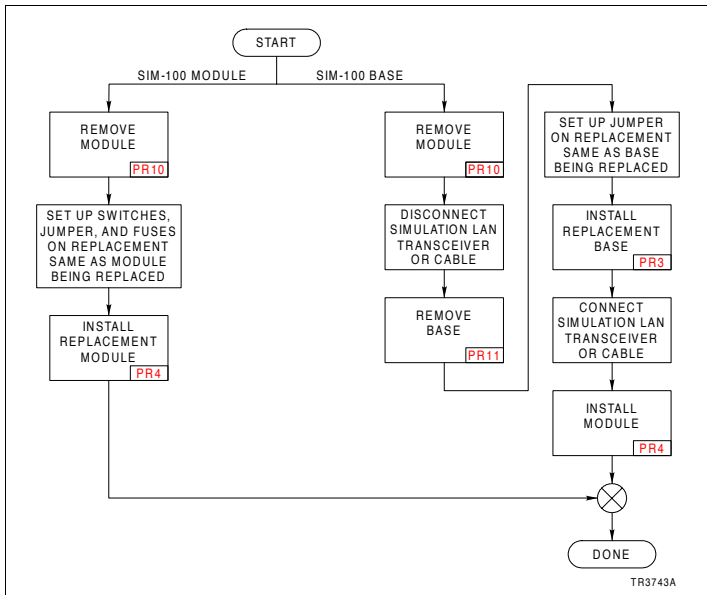 START
SIM-100 MODULE
SIM-100 BASE
REMOVE
MODULE
PR10
SET UP SWITCHES,
JUMPER, AND FUSES
ON REPLACEMENT
SAME AS MODULE
BEING REPLACED
INSTALL
REPLACEMENT
MODULE
PR4
REMOVE
MODULE
PR10
DISCONNECT
SIMULATION LAN
TRANSCEIVER
OR CABLE
REMOVE
BASE
PR11
SET UP JUMPER
ON REPLACEMENT
SAME AS BASE
BEING REPLACED
INSTALL
REPLACEMENT
BASE
PR3
CONNECT
SIMULATION LAN
TRANSCEIVER
OR CABLE
INSTALL
MODULE
PR4
DONE
TR3743A